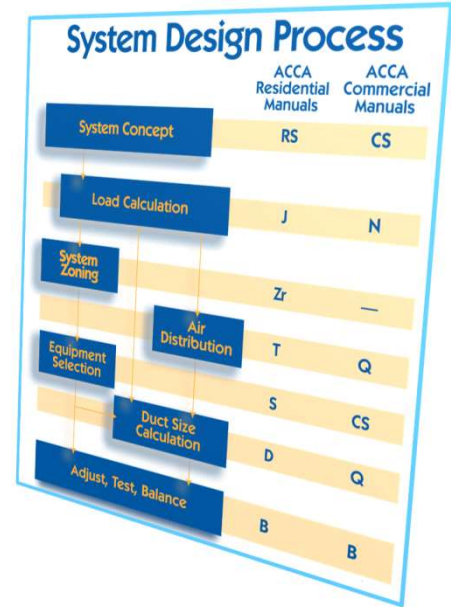 System Design Process
ACCA
Residential
Manuals
ACCA
Commercial
Manuals
System Concept
RS
CS
Load Calculation
J
N
System
Zoning
Zr
—
Air
Distribution
T
Q
Equipment
Selection
S
CS
Duct Size
Calculation
D
Q
Adjust, Test, Balance
B
B